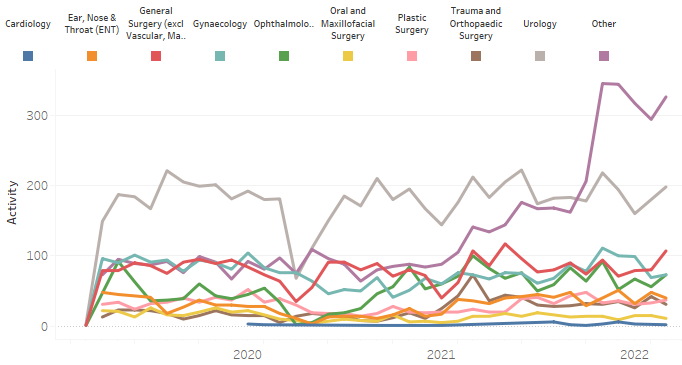 Cardiology
Ear, Nose &
Throat (ENT)
General
Surgery (excl
Vascular, Ma..
Gynaecology
Ophthalmolo..
Oral and
Maxillofacial
Surgery
Plastic
Surgery
Trauma and
Orthopaedic
Surgery
Urology
Other
Activity
300
200
100
0
2020
2021
2022